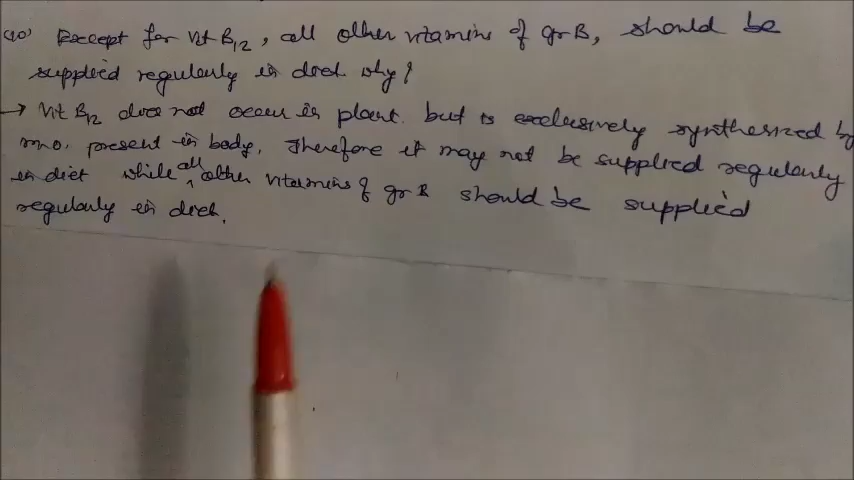 (10) Except for vit B12, all other vitamins of gr B, should be
supplied regularly in diet why?
→ vit B12 does not occur in plant. but is exclusively synthesized by
m.o. present in body. Therefore it may not be supplied regularly
in diet while all other vitamins of gr B should be supplied
regularly in diet.